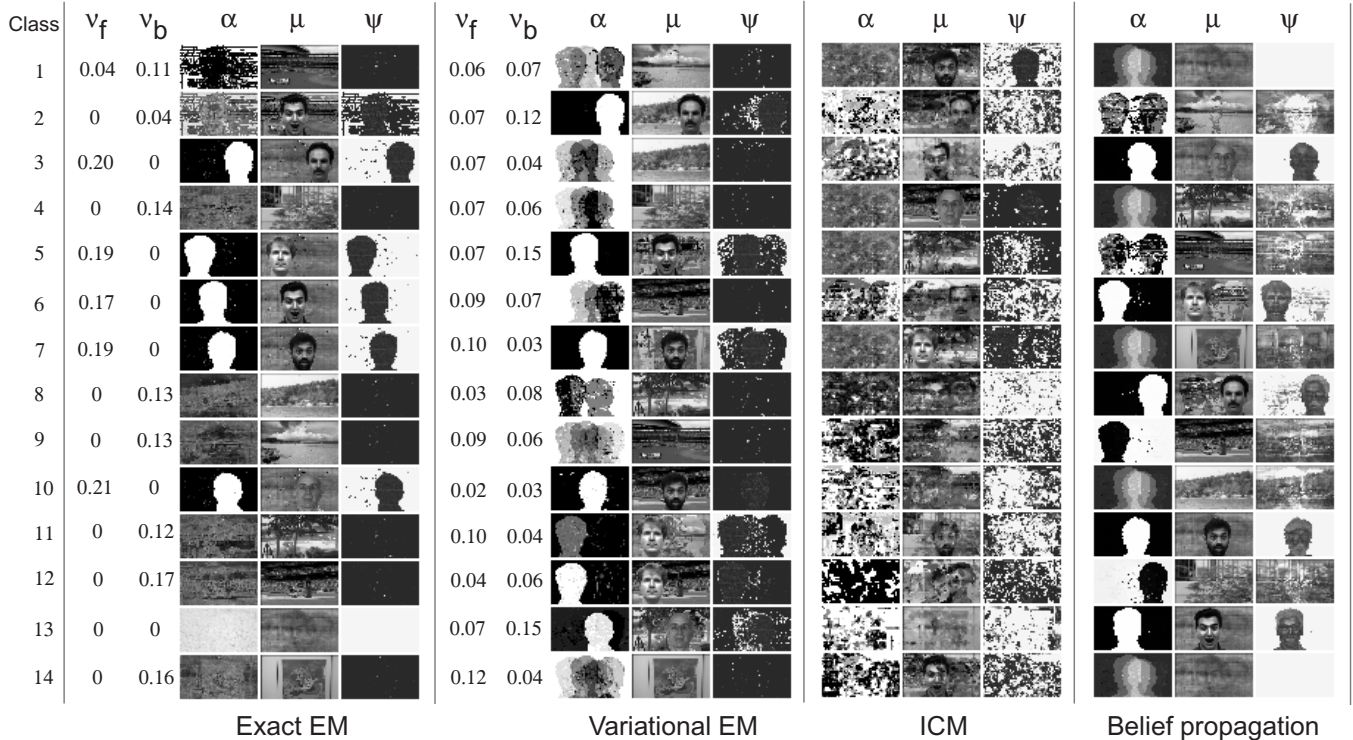 Class νf νb α μ ψ νf νb α μ ψ α μ ψ α μ ψ
1 0.04 0.11 0.06 0.07
2 0 0.04 0.07 0.12
3 0.20 0 0.07 0.04
4 0 0.14 0.07 0.06
5 0.19 0 0.07 0.15
6 0.17 0 0.09 0.07
7 0.19 0 0.10 0.03
8 0 0.13 0.03 0.08
9 0 0.13 0.09 0.06
10 0.21 0 0.02 0.03
11 0 0.12 0.10 0.04
12 0 0.17 0.04 0.06
13 0 0 0.07 0.15
14 0 0.16 0.12 0.04
Exact EM Variational EM ICM Belief propagation